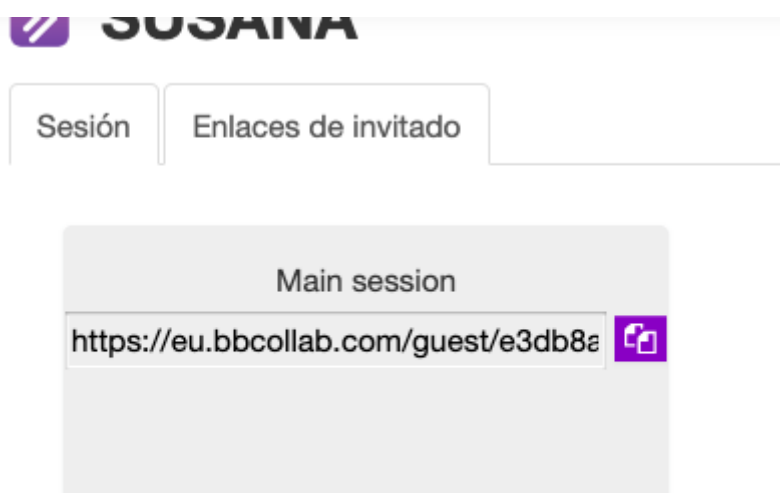 SUSANA
Sesión
Enlaces de invitado
Main session
https://eu.bbcollab.com/guest/e3db8a